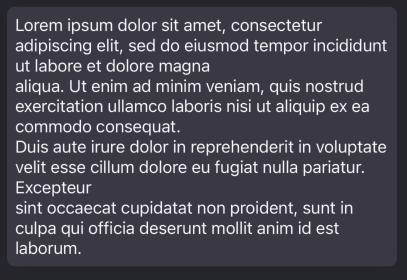 Lorem ipsum dolor sit amet, consectetur
adipiscing elit, sed do eiusmod tempor incididunt
ut labore et dolore magna
aliqua. Ut enim ad minim veniam, quis nostrud
exercitation ullamco laboris nisi ut aliquip ex ea
commodo consequat.
Duis aute irure dolor in reprehenderit in voluptate
velit esse cillum dolore eu fugiat nulla pariatur.
Excepteur
sint occaecat cupidatat non proident, sunt in
culpa qui officia deserunt mollit anim id est
laborum.